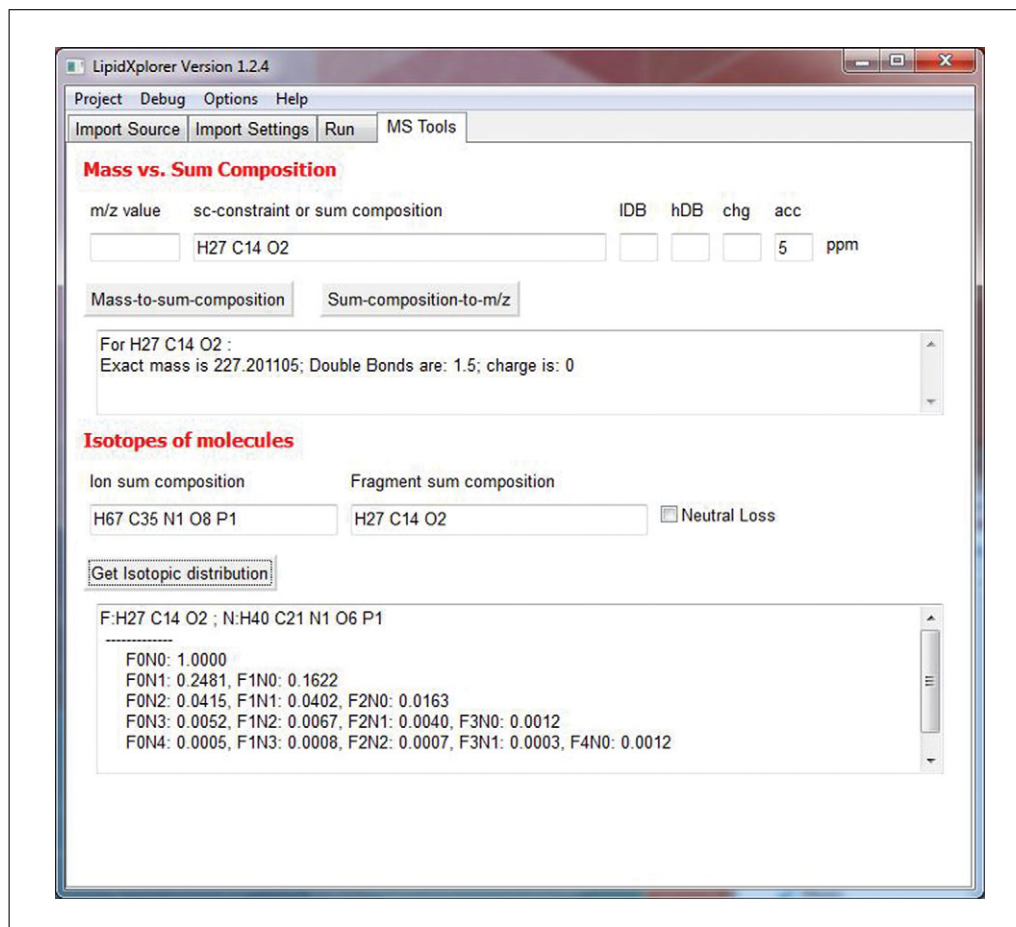 LipidXplorer Version 1.2.4
Project Debug Options Help
Import Source Import Settings Run MS Tools
Mass vs. Sum Composition
m/z value sc-constraint or sum composition lDB hDB chg acc
H27 C14 O2 5 ppm
Mass-to-sum-composition Sum-composition-to-m/z
For H27 C14 O2 :
Exact mass is 227.201105; Double Bonds are: 1.5; charge is: 0
Isotopes of molecules
Ion sum composition Fragment sum composition
H67 C35 N1 O8 P1 H27 C14 O2 Neutral Loss
Get Isotopic distribution
F:H27 C14 O2 ; N:H40 C21 N1 O6 P1
-------------
F0N0: 1.0000
F0N1: 0.2481, F1N0: 0.1622
F0N2: 0.0415, F1N1: 0.0402, F2N0: 0.0163
F0N3: 0.0052, F1N2: 0.0067, F2N1: 0.0040, F3N0: 0.0012
F0N4: 0.0005, F1N3: 0.0008, F2N2: 0.0007, F3N1: 0.0003, F4N0: 0.0012